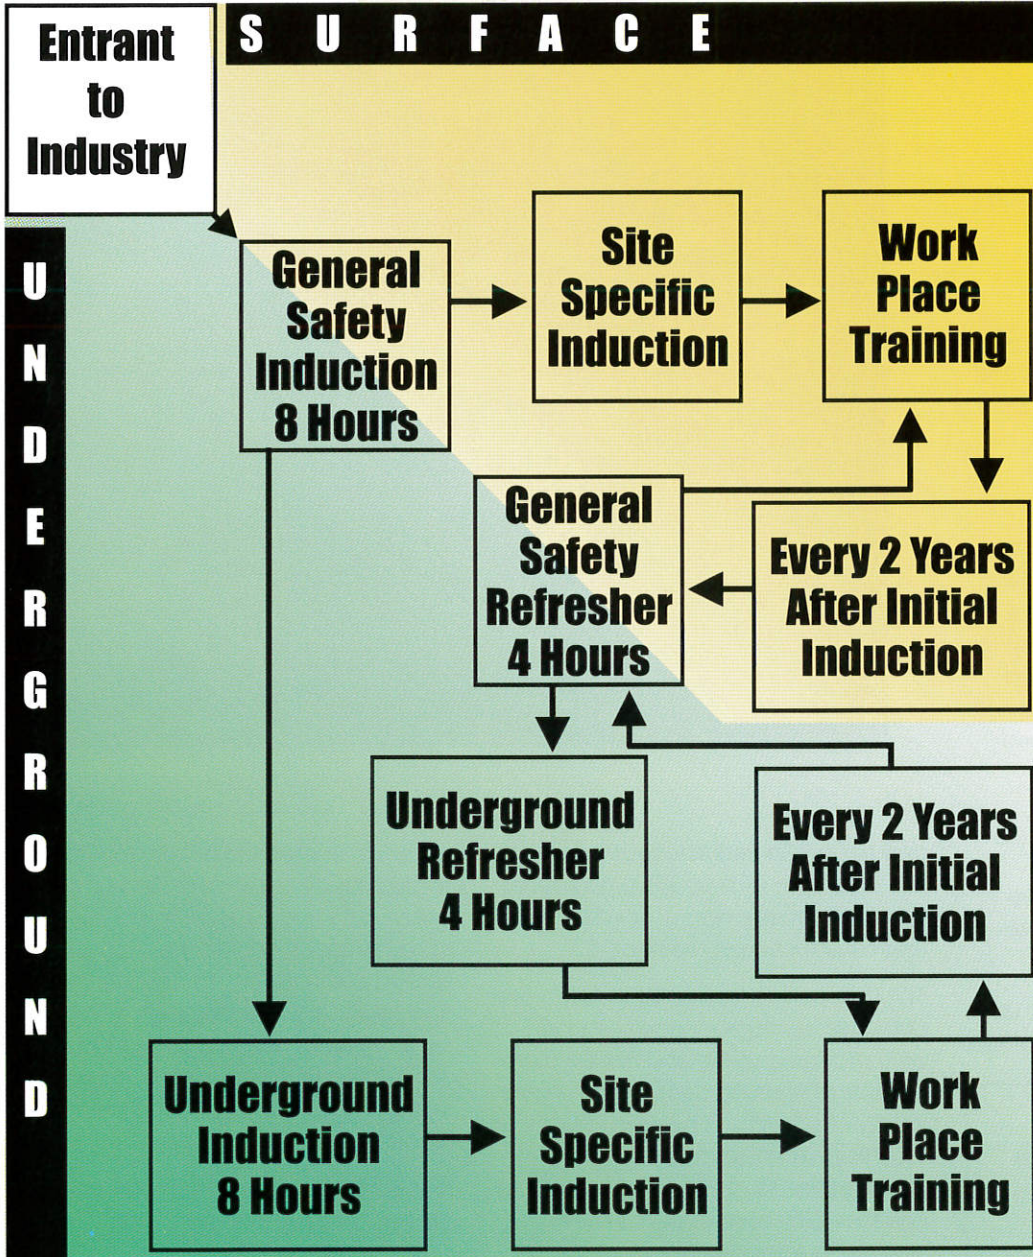 Entrant
to
Industry
SURFACE
UNDERGROUND
General
Safety
Induction
8 Hours
Site
Specific
Induction
Work
Place
Training
General
Safety
Refresher
4 Hours
Every 2 Years
After Initial
Induction
Underground
Refresher
4 Hours
Every 2 Years
After Initial
Induction
Underground
Induction
8 Hours
Site
Specific
Induction
Work
Place
Training